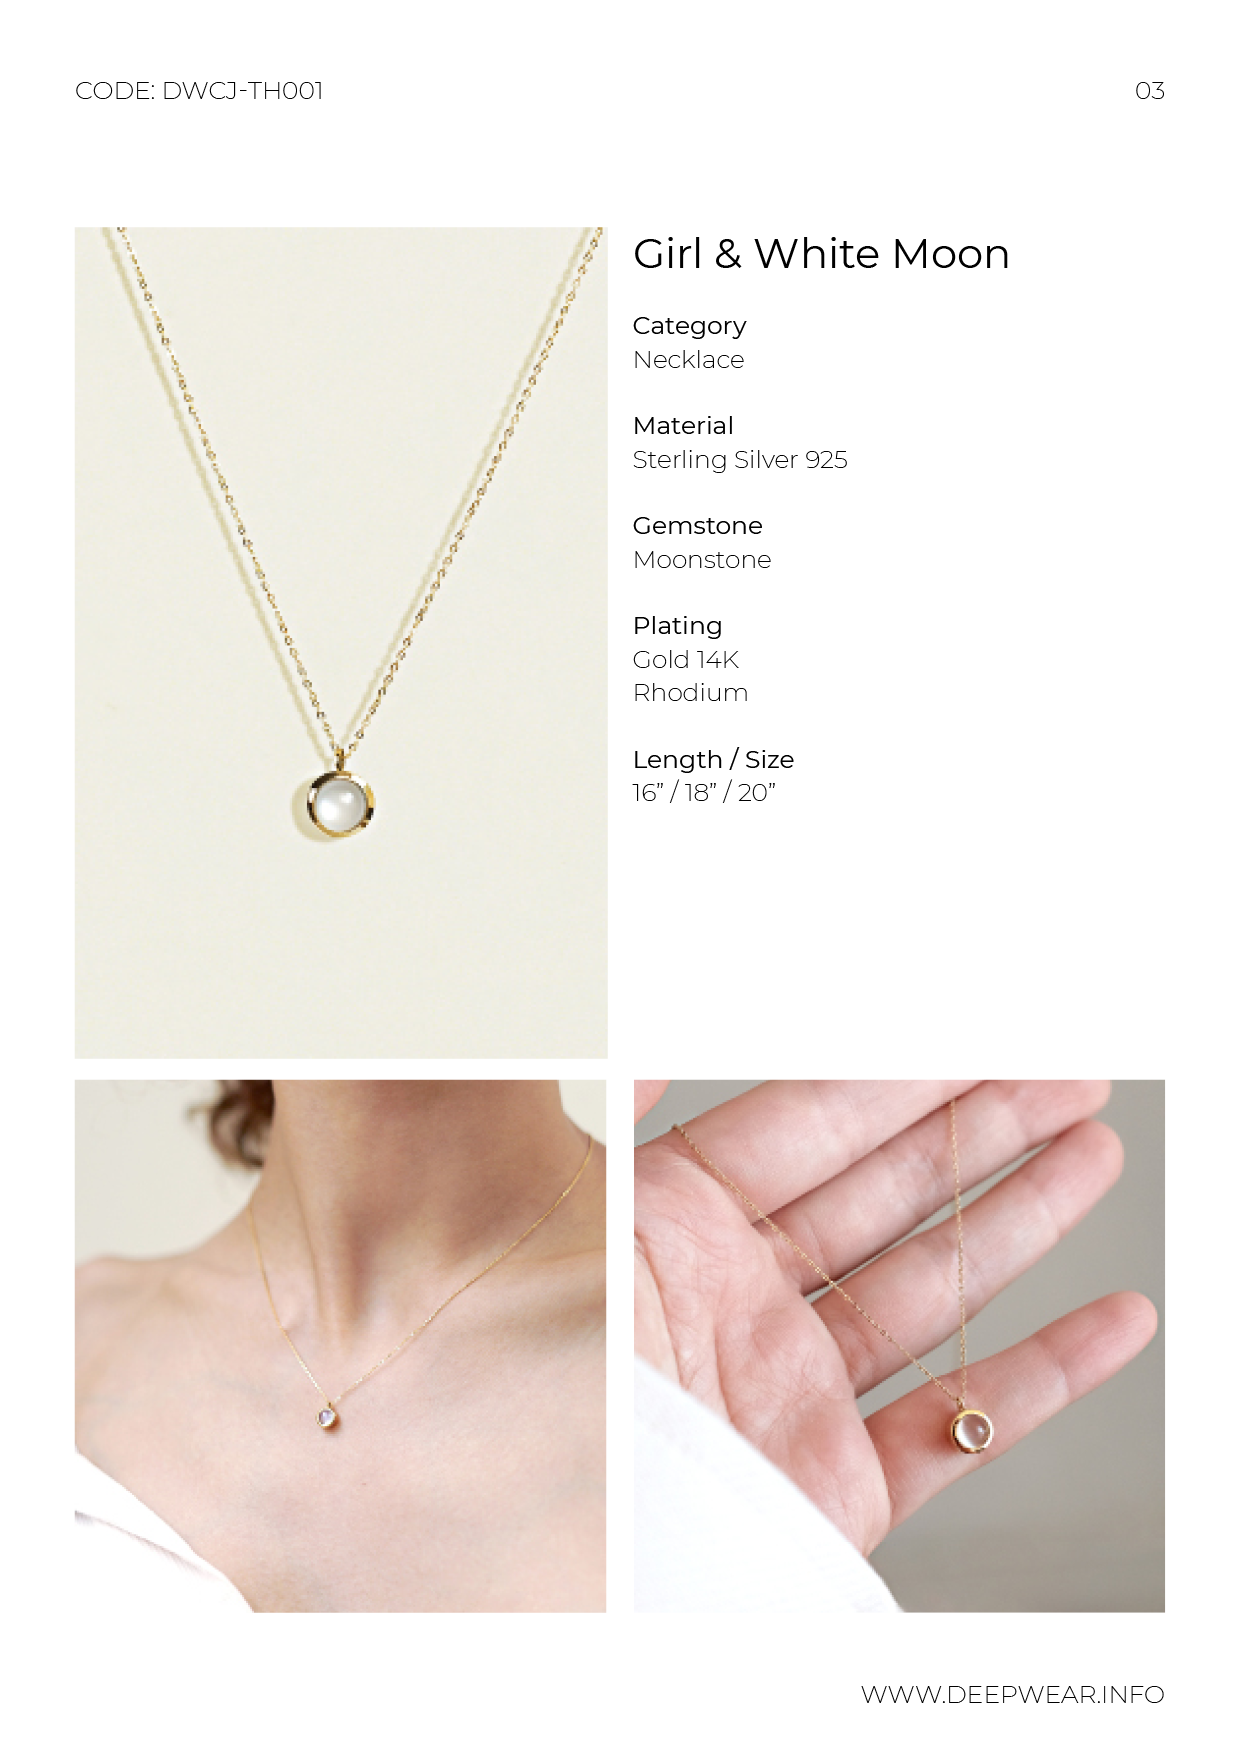 CODE: DWCJ-TH001
03
Girl & White Moon
Category
Necklace
Material
Sterling Silver 925
Gemstone
Moonstone
Plating
Gold 14K
Rhodium
Length / Size
16” / 18” / 20”
WWW.DEEPWEAR.INFO